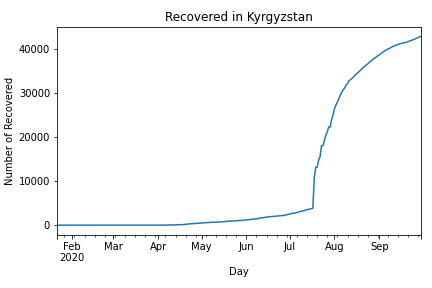 Recovered in Kyrgyzstan
Number of Recovered
40000
30000
20000
10000
0
Feb Mar Apr May Jun Jul Aug Sep
2020
Day